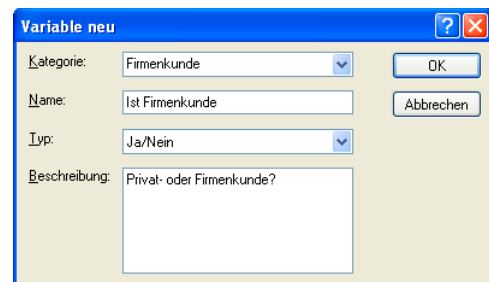 Variable neu
Kategorie: Firmenkunde OK
Name: Ist Firmenkunde Abbrechen
Typ: Ja/Nein
Beschreibung: Privat- oder Firmenkunde?